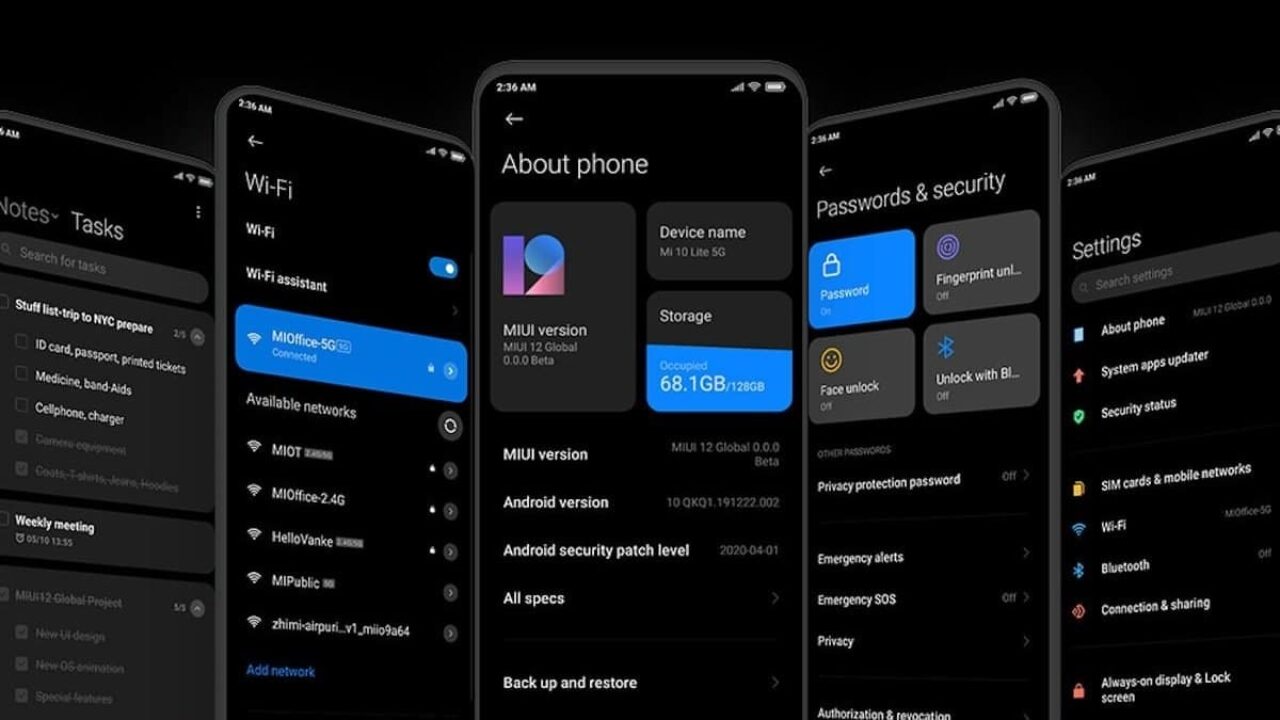 AM
Notes
Tasks
Search for tasks
Stuff list-trip to NYC prepare
2/5
ID card, passport, printed tickets
Medicine, band-Aids
Cellphone, charger
Camera equipment
Coats, T-shirts, Jeans, Hoodies
Weekly meeting
05/10 13:55
MIUI12 Global Project
5/5
New UI design
New OS animation
Special features
2:36 AM
Wi-Fi
Wi-Fi
Wi-Fi assistant
MIOffice-5G 5G
Connected
Available networks
MIOT 2.4G/5G
MIOffice-2.4G
HelloVanke 2.4G/5G
MIPublic 5G
zhimi-airpuri...v1_miio9a64
Add network
2:36 AM
About phone
MIUI version
MIUI 12 Global
0.0.0 Beta
Device name
Mi 10 Lite 5G
Storage
Occupied
68.1GB/128GB
MIUI version
MIUI 12 Global 0.0.0
Beta
Android version
10 QKQ1.191222.002
Android security patch level
2020-04-01
All specs
Back up and restore
2:36 AM
Passwords & security
Password
On
Fingerprint unl...
Off
Face unlock
Off
Unlock with Bl...
Off
OTHER PASSWORDS
Privacy protection password
Off
Emergency alerts
Emergency SOS
Off
Privacy
Authorization & revocation
2:36 AM
Settings
Search settings
About phone
MIUI 12 Global 0.0.0
System apps updater
Security status
SIM cards & mobile networks
Wi-Fi
MIOffice-5G
Bluetooth
Off
Connection & sharing
Always-on display & Lock
screen